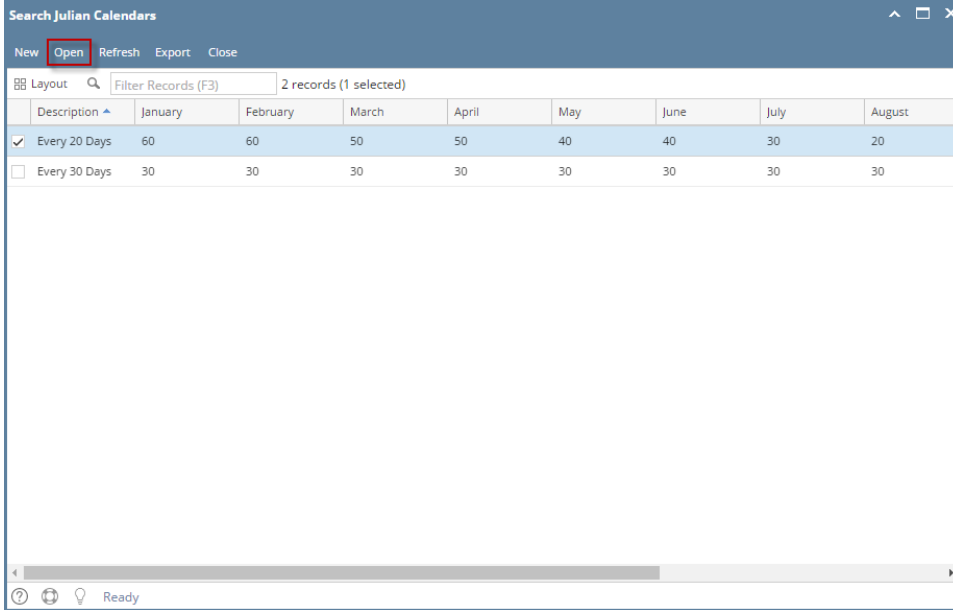 Search Julian Calendars
New Open Refresh Export Close
Layout Filter Records (F3) 2 records (1 selected)
Description January February March April May June July August
Every 20 Days 60 60 50 50 40 40 30 20
Every 30 Days 30 30 30 30 30 30 30 30
Ready